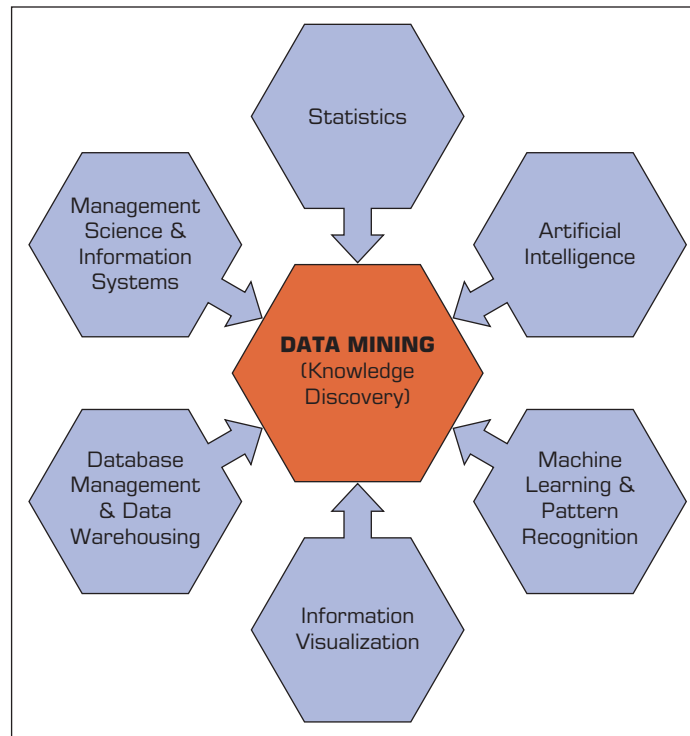 Statistics
Management
Science &
Information
Systems
Artificial
Intelligence
DATA MINING
(Knowledge
Discovery)
Database
Management
& Data
Warehousing
Machine
Learning &
Pattern
Recognition
Information
Visualization